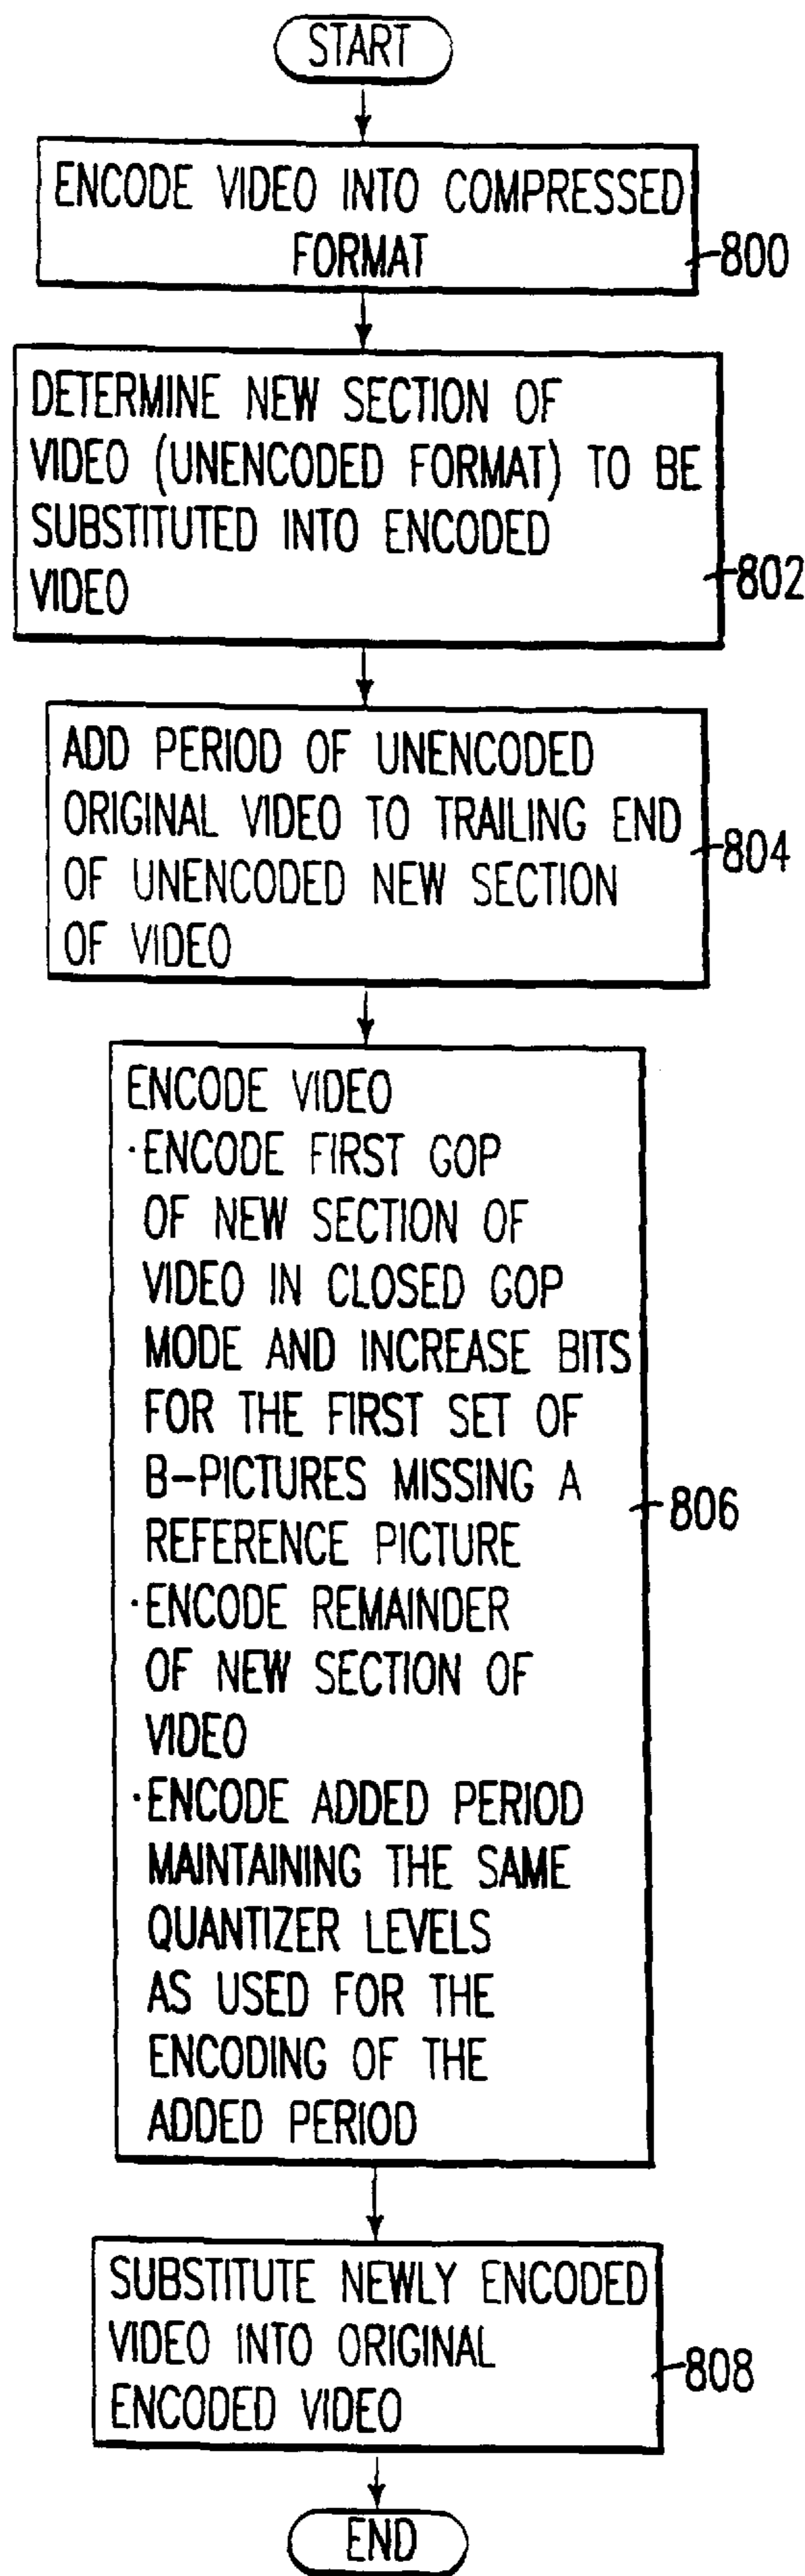 START
ENCODE VIDEO INTO COMPRESSED
FORMAT
800
DETERMINE NEW SECTION OF
VIDEO (UNENCODED FORMAT) TO BE
SUBSTITUTED INTO ENCODED
VIDEO
802
ADD PERIOD OF UNENCODED
ORIGINAL VIDEO TO TRAILING END
OF UNENCODED NEW SECTION
OF VIDEO
804
ENCODE VIDEO
·ENCODE FIRST GOP
OF NEW SECTION OF
VIDEO IN CLOSED GOP
MODE AND INCREASE BITS
FOR THE FIRST SET OF
B-PICTURES MISSING A
REFERENCE PICTURE
·ENCODE REMAINDER
OF NEW SECTION OF
VIDEO
·ENCODE ADDED PERIOD
MAINTAINING THE SAME
QUANTIZER LEVELS
AS USED FOR THE
ENCODING OF THE
ADDED PERIOD
806
SUBSTITUTE NEWLY ENCODED
VIDEO INTO ORIGINAL
ENCODED VIDEO
808
END